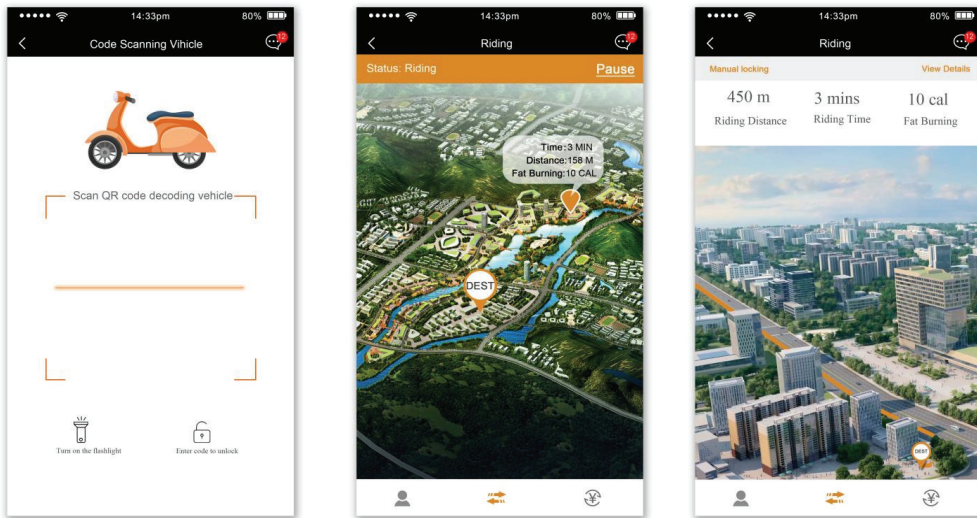 14:33pm
80%
Code Scanning Vihicle
12
Scan QR code decoding vehicle
Turn on the flashlight
Enter code to unlock
14:33pm
80%
Riding
12
Status: Riding
Pause
Time:3 MIN
Distance:158 M
Fat Burning:10 CAL
DEST
¥
14:33pm
80%
Riding
12
Manual locking
View Details
450 m
3 mins
10 cal
Riding Distance
Riding Time
Fat Burning
DEST
¥